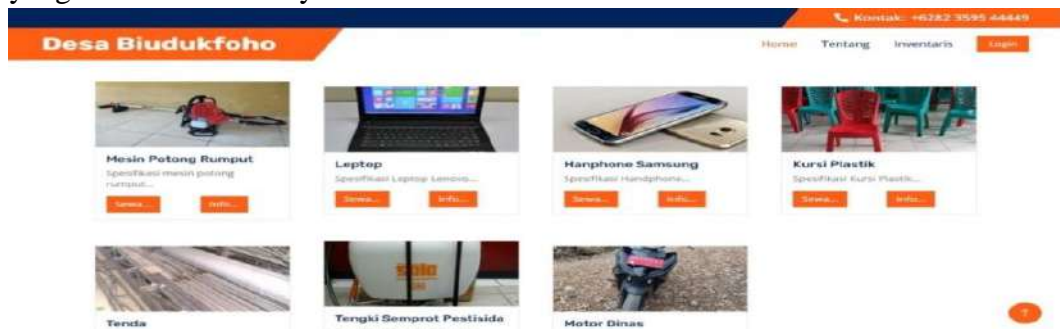 Kontak: +6282 3595 44449
Desa Biudukfoho
Home Tentang Inventaris Login
Mesin Potong Rumput
Spesifikasi mesin potong
rumput...
Sewa... Info...
Leptop
Spesifikasi Leptop Lenovo...
Sewa... Info...
Hanphone Samsung
Spesifikasi Handphone...
Sewa... Info...
Kursi Plastik
Spesifikasi Kursi Plastik...
Sewa... Info...
Tenda
solo
Tengki Semprot Pestisida
Motor Dinas